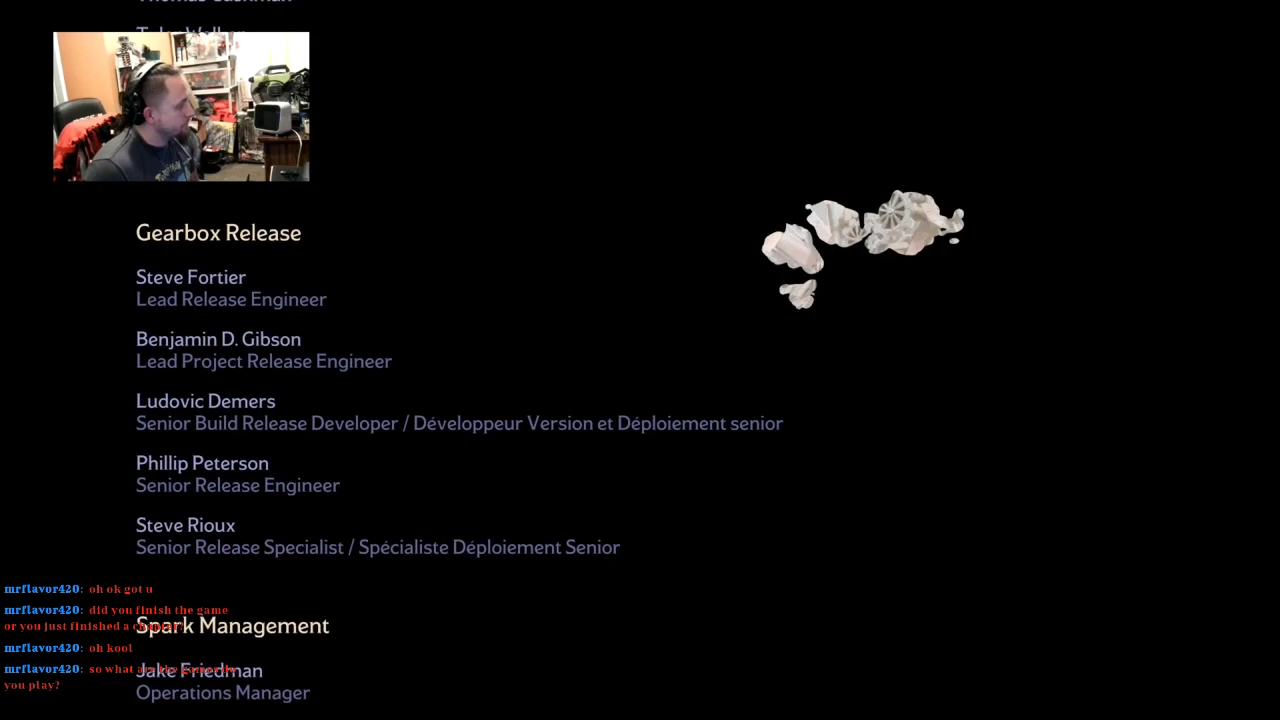 Gearbox Release
Steve Fortier
Lead Release Engineer
Benjamin D. Gibson
Lead Project Release Engineer
Ludovic Demers
Senior Build Release Developer / Développeur Version et Déploiement senior
Phillip Peterson
Senior Release Engineer
Steve Rioux
Senior Release Specialist / Spécialiste Déploiement Senior
mrflavor420: oh ok got u
mrflavor420: did you finish the game
or you just finished a
Spark Management
mrflavor420: oh kool
mrflavor420: so what
you play?
Jake Friedman
Operations Manager